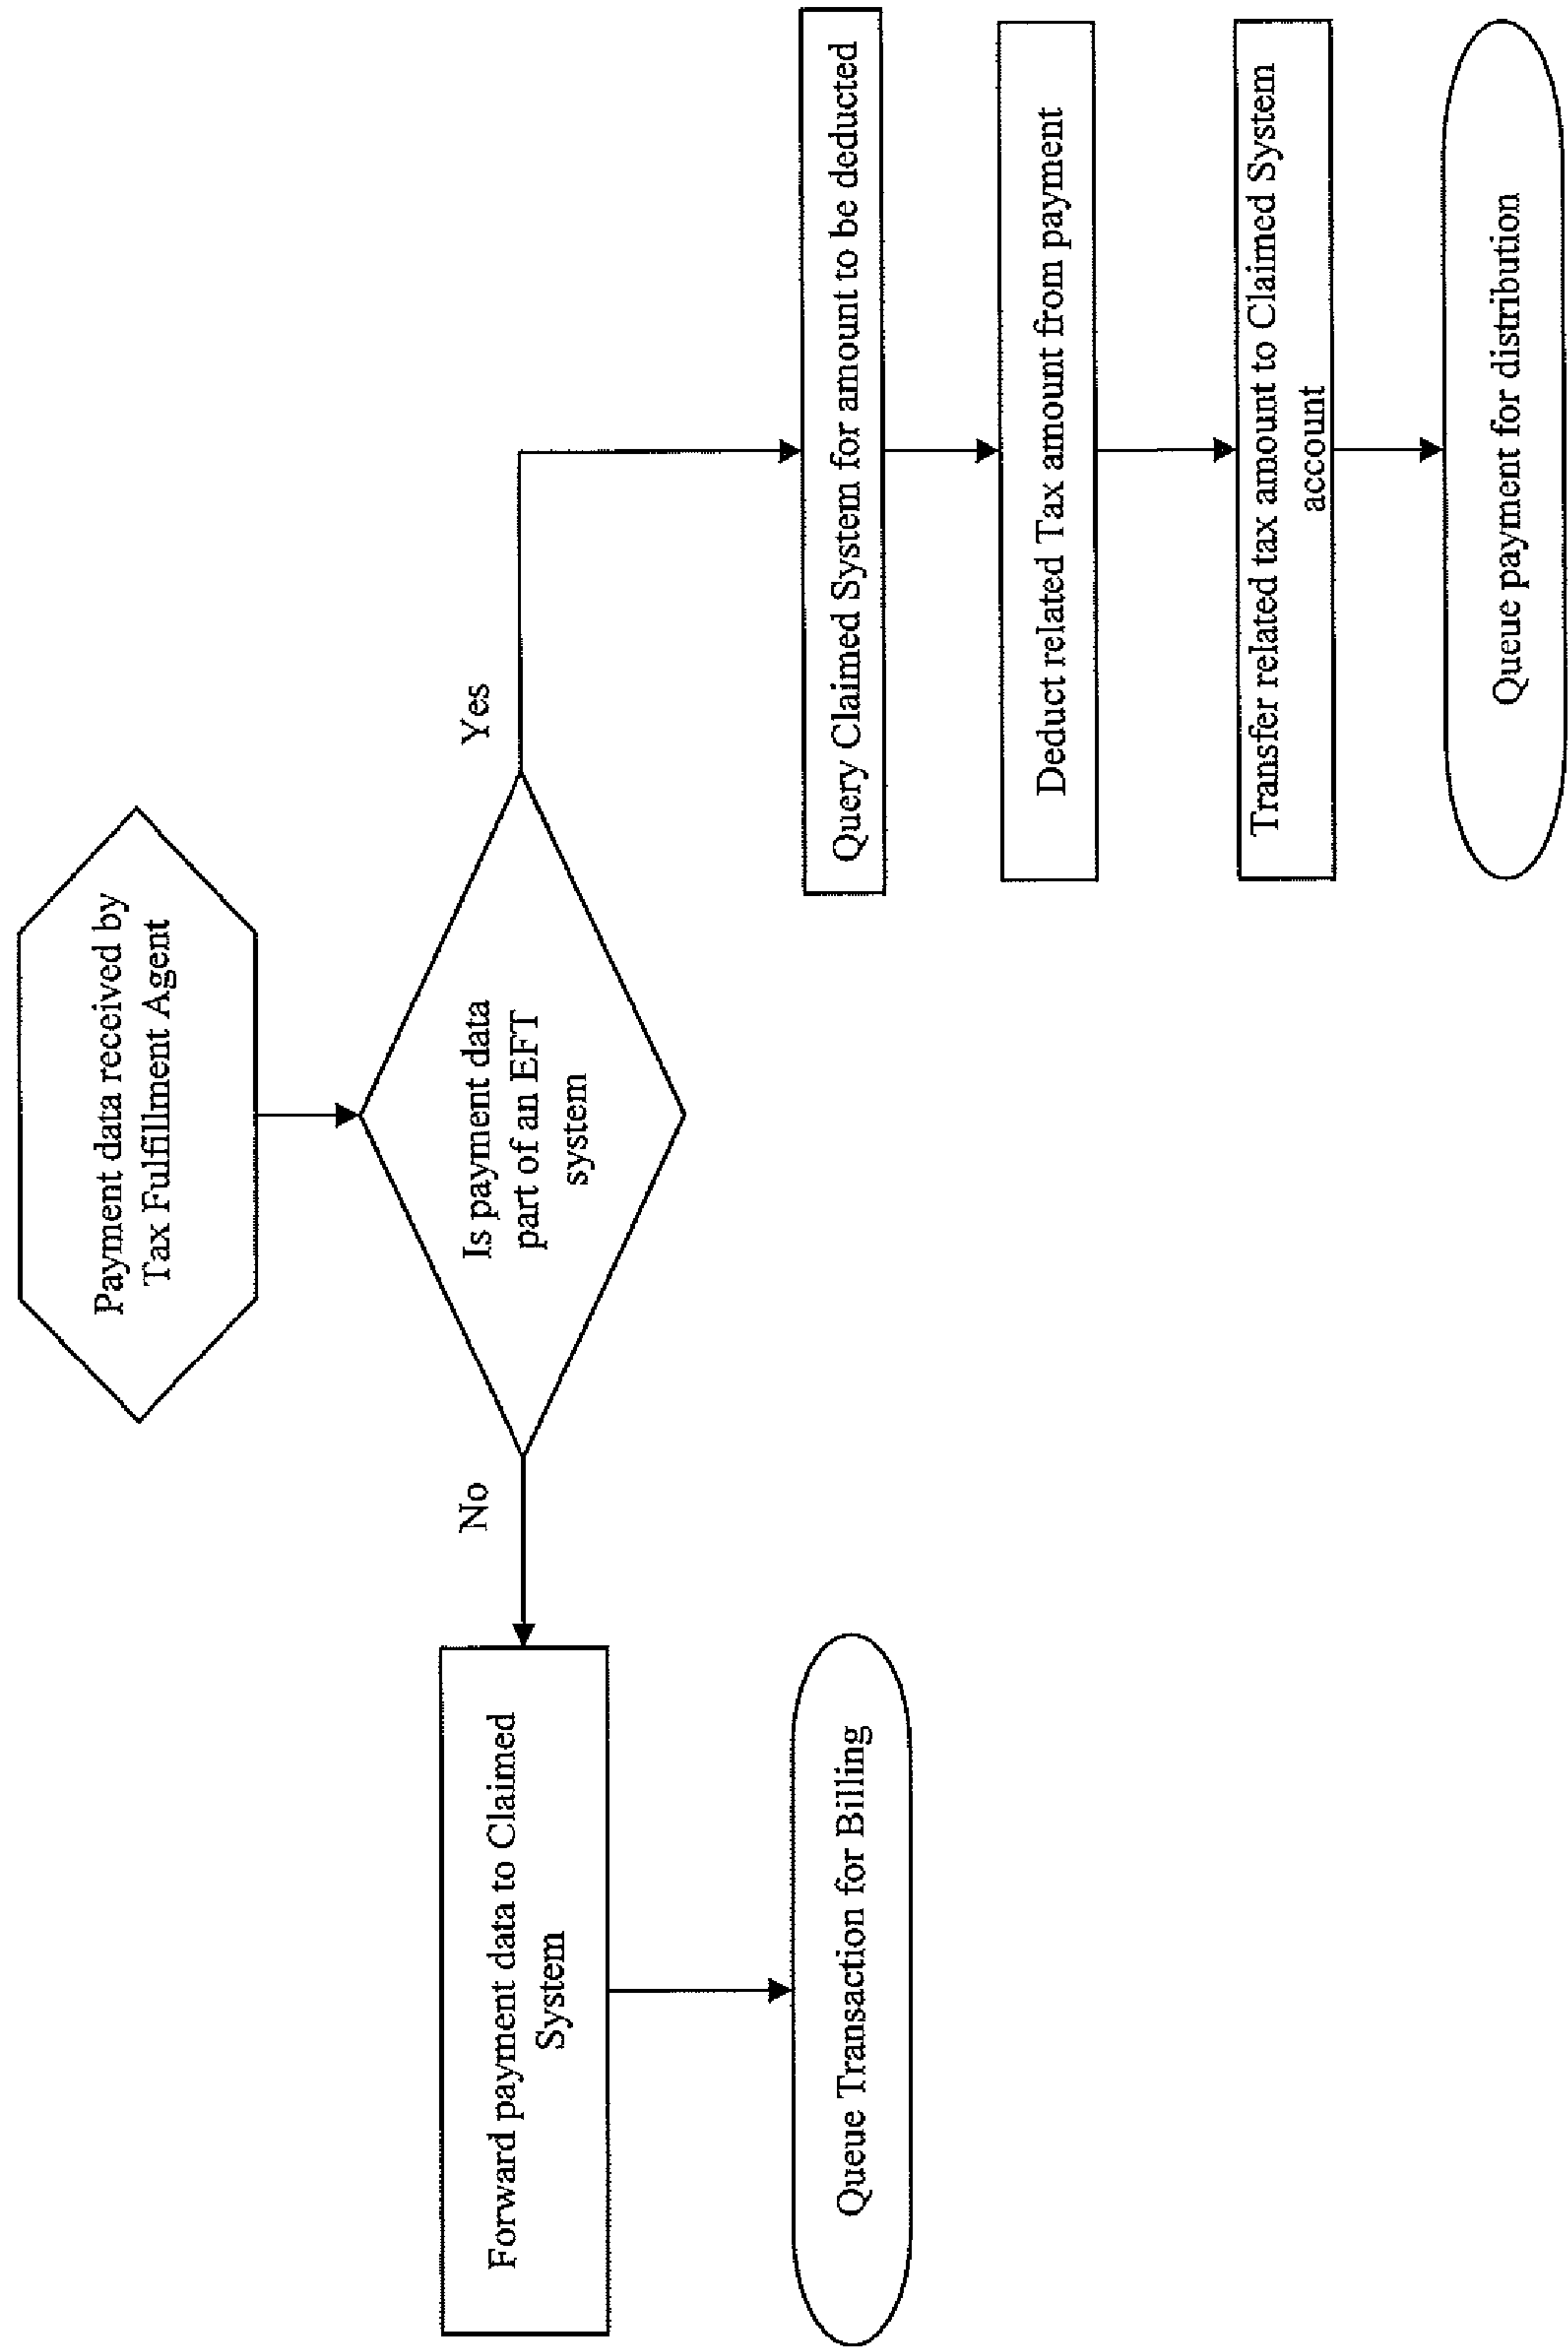 Payment data received by
Tax Fulfillment Agent
Is payment data
part of an EFT
system
No
Yes
Forward payment data to Claimed
System
Queue Transaction for Billing
Query Claimed System for amount to be deducted
Deduct related Tax amount from payment
Transfer related tax amount to Claimed System
account
Queue payment for distribution